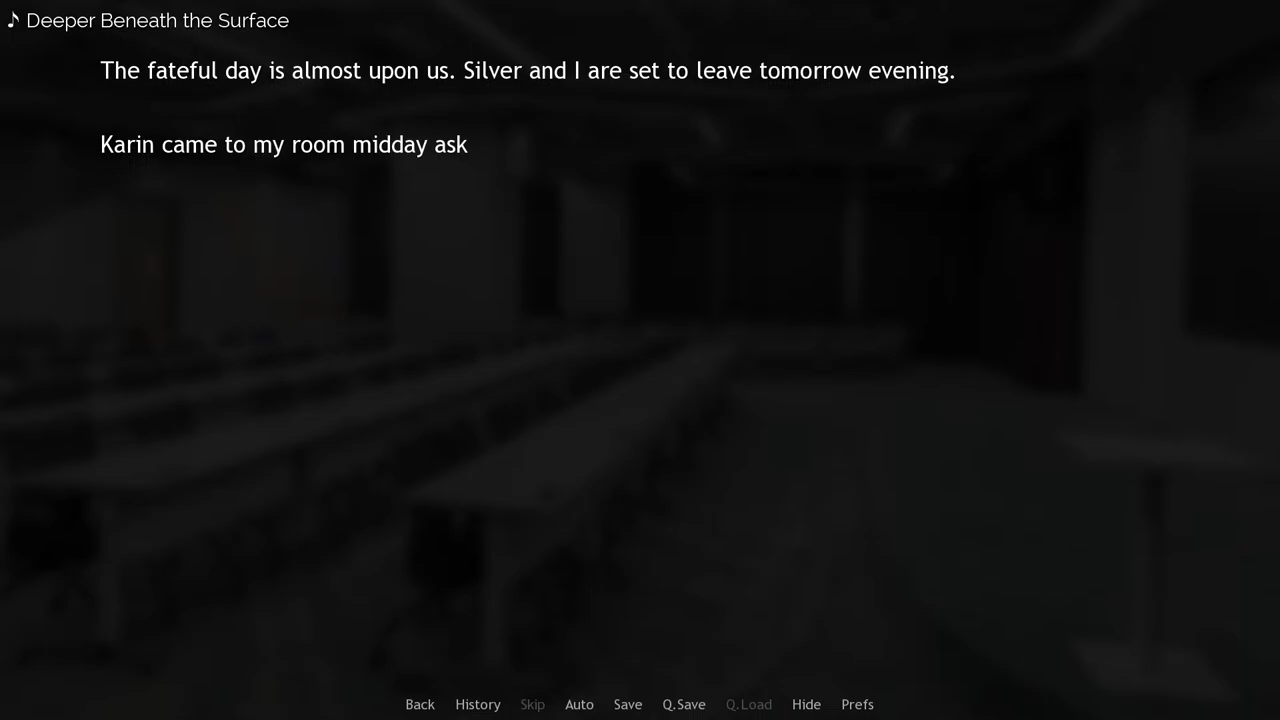 ♪ Deeper Beneath the Surface
The fateful day is almost upon us. Silver and I are set to leave tomorrow evening.
Karin came to my room midday ask
Back History Skip Auto Save Q.Save Q.Load Hide Prefs